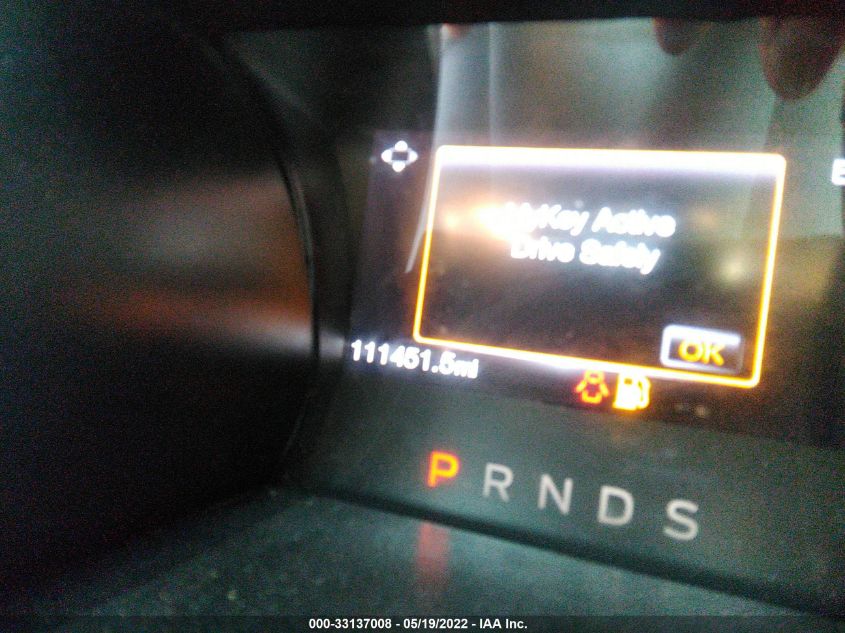 MyKey Active
Drive Safely
OK
111451.5mi
P R N D S
000-33137008 - 05/19/2022 - IAA Inc.